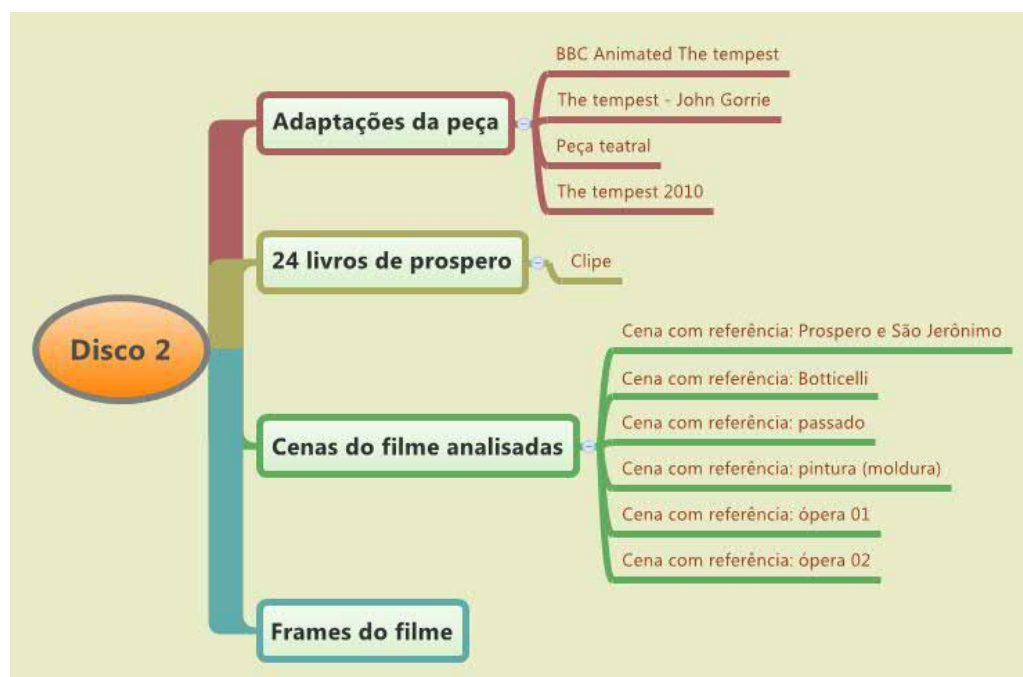 Disco 2
Adaptações da peça
BBC Animated The tempest
The tempest - John Gorrie
Peça teatral
The tempest 2010
24 livros de prospero
Clipe
Cenas do filme analisadas
Cena com referência: Prospero e São Jerônimo
Cena com referência: Botticelli
Cena com referência: passado
Cena com referência: pintura (moldura)
Cena com referência: ópera 01
Cena com referência: ópera 02
Frames do filme